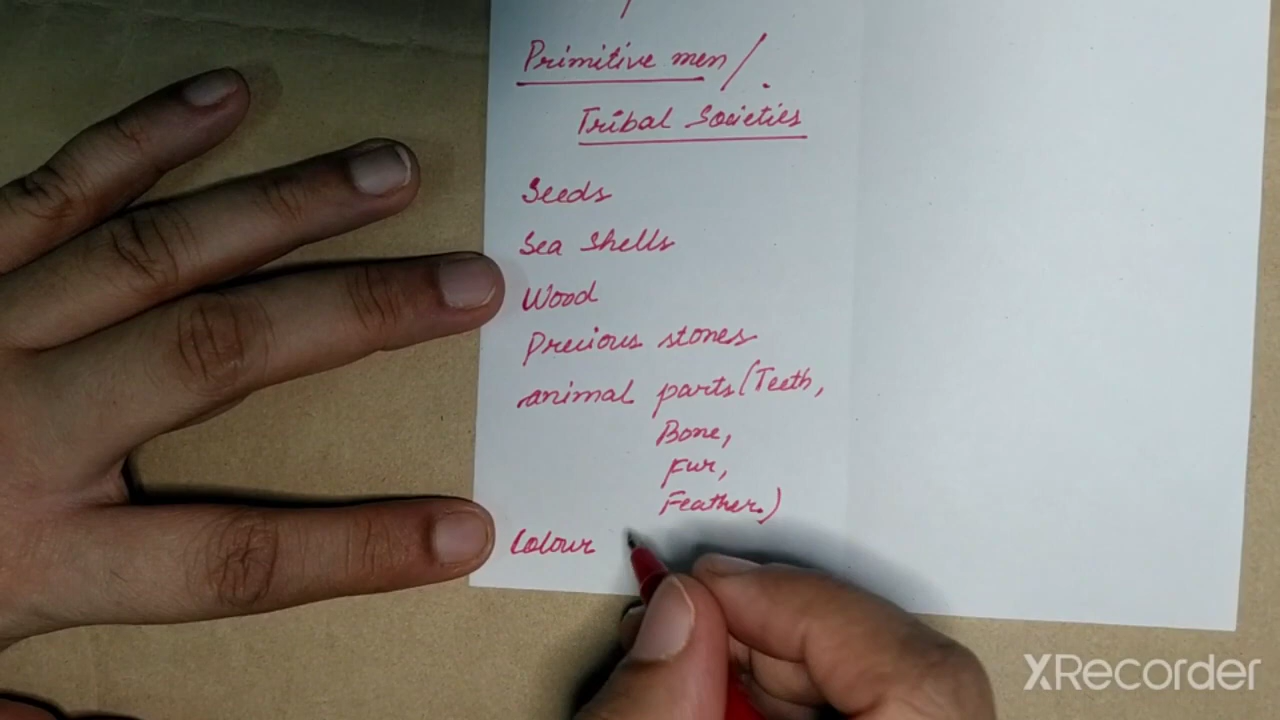 Primitive men /
Tribal Societies
Seeds
Sea Shells
Wood
Precious stones
animal parts (Teeth,
Bone,
Fur,
Feather.)
Colour
XRecorder